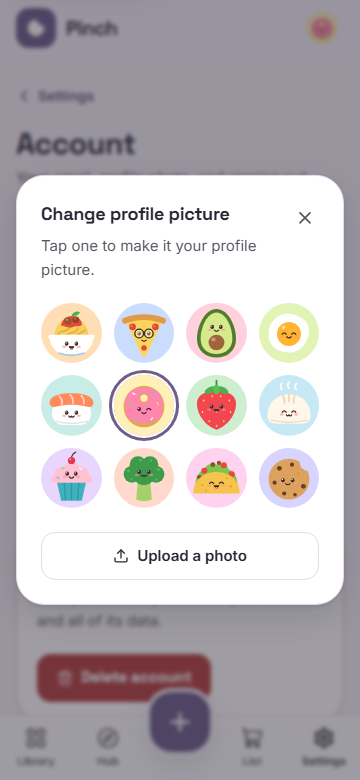 Pinch
Settings
Account
Change profile picture
Tap one to make it your profile
picture.
Upload a photo
and all of its data.
Delete account
Library
Hub
List
Settings